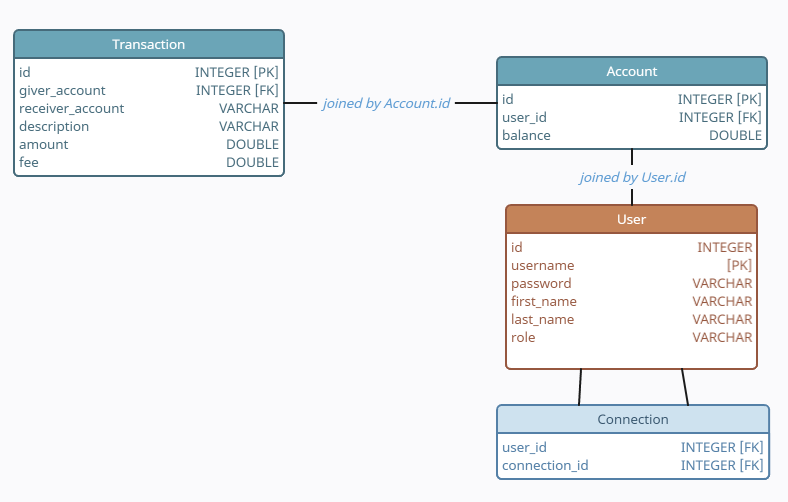 Transaction
id INTEGER [PK]
giver_account INTEGER [FK]
receiver_account VARCHAR
description VARCHAR
amount DOUBLE
fee DOUBLE
joined by Account.id
Account
id INTEGER [PK]
user_id INTEGER [FK]
balance DOUBLE
joined by User.id
User
id INTEGER
username [PK]
password VARCHAR
first_name VARCHAR
last_name VARCHAR
role VARCHAR
Connection
user_id INTEGER [FK]
connection_id INTEGER [FK]